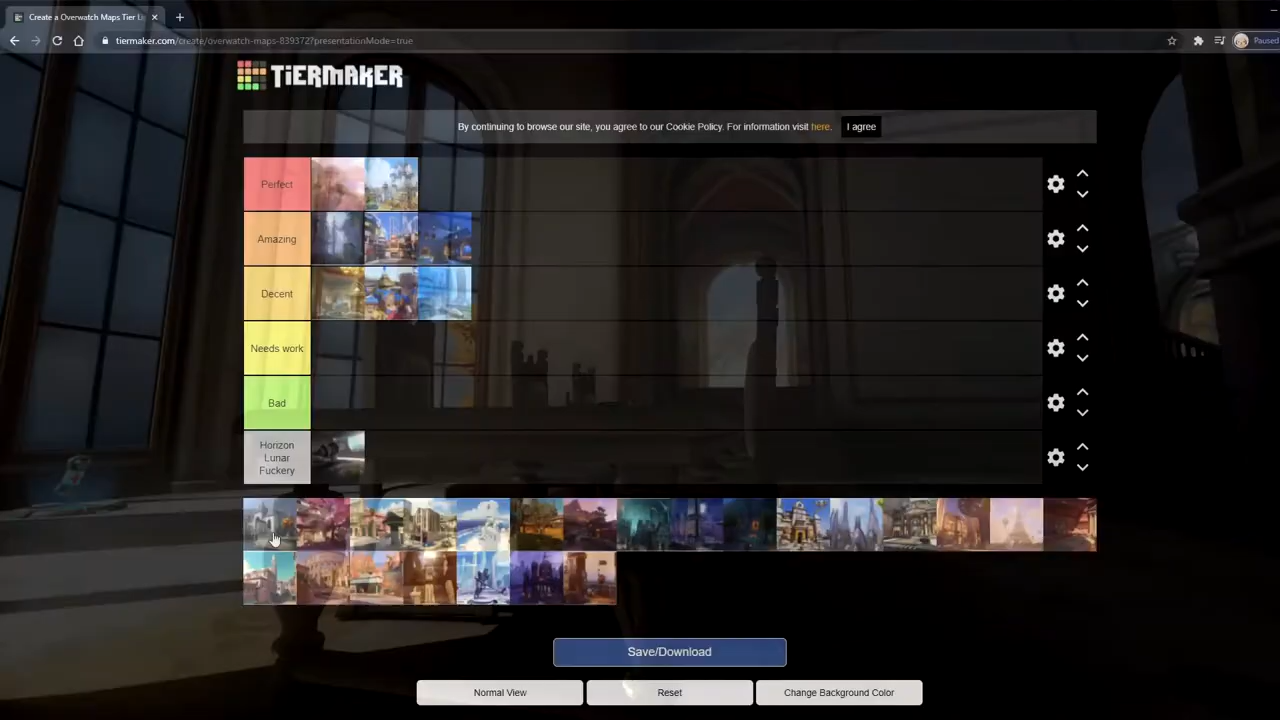 Create a Overwatch Maps Tier Li
tiermaker.com/create/overwatch-maps-839372?presentationMode=true
Paused
TiERMAKER
By continuing to browse our site, you agree to our Cookie Policy. For information visit here.
I agree
Perfect
Amazing
Decent
Needs work
Bad
Horizon
Lunar
Fuckery
Save/Download
Normal View
Reset
Change Background Color